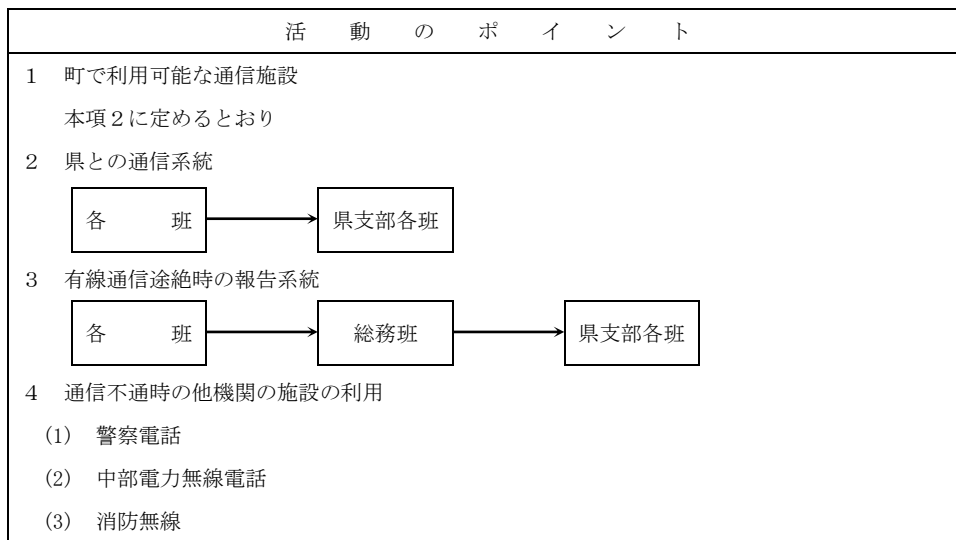 活動のポイント
１ 町で利用可能な通信施設
本項２に定めるとおり
２ 県との通信系統
各班 県支部各班
３ 有線通信途絶時の報告系統
各班 総務班 県支部各班
４ 通信不通時の他機関の施設の利用
(1) 警察電話
(2) 中部電力無線電話
(3) 消防無線